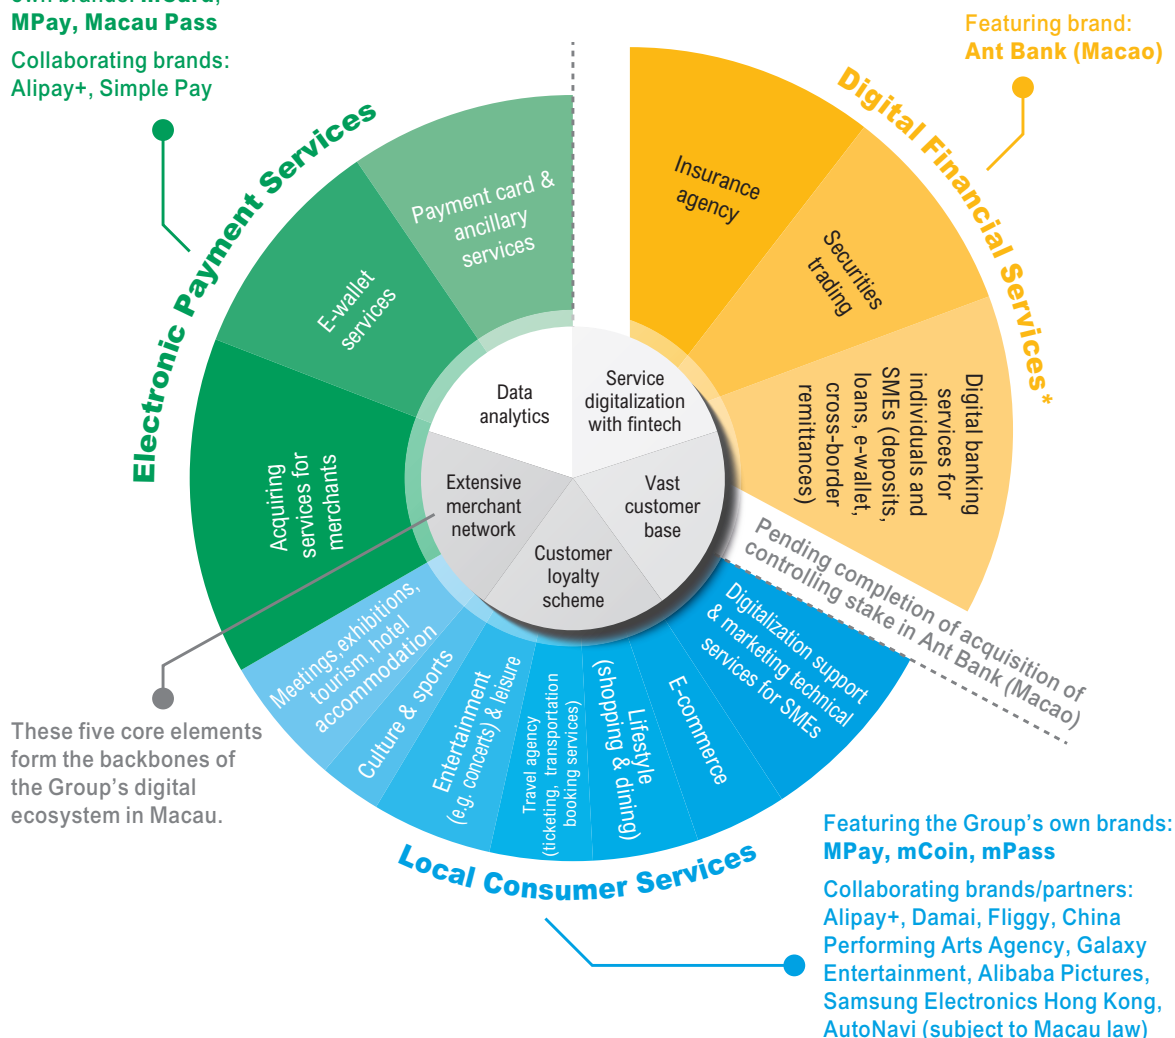 MPay, Macau Pass
Collaborating brands:
Alipay+, Simple Pay
Electronic Payment Services
Payment card &
ancillary
services
E-wallet
services
Acquiring
services for
merchants
Featuring brand:
Ant Bank (Macao)
Digital Financial Services*
Insurance
agency
Securities
trading
Digital banking
services for
individuals and
SMEs (deposits,
loans, e-wallet,
cross-border
remittances)
Data
analytics
Service
digitalization
with fintech
Extensive
merchant
network
Vast
customer
base
Customer
loyalty
scheme
Pending completion of acquisition of
controlling stake in Ant Bank (Macao)
These five core elements
form the backbones of
the Group’s digital
ecosystem in Macau.
Meetings, exhibitions,
tourism, hotel
accommodation
Culture & sports
Entertainment
(e.g. concerts) & leisure
Travel agency
(ticketing, transportation
booking services)
Lifestyle
(shopping & dining)
E-commerce
Digitalization support
& marketing technical
services for SMEs
Local Consumer Services
Featuring the Group’s own brands:
MPay, mCoin, mPass
Collaborating brands/partners:
Alipay+, Damai, Fliggy, China
Performing Arts Agency, Galaxy
Entertainment, Alibaba Pictures,
Samsung Electronics Hong Kong,
AutoNavi (subject to Macau law)